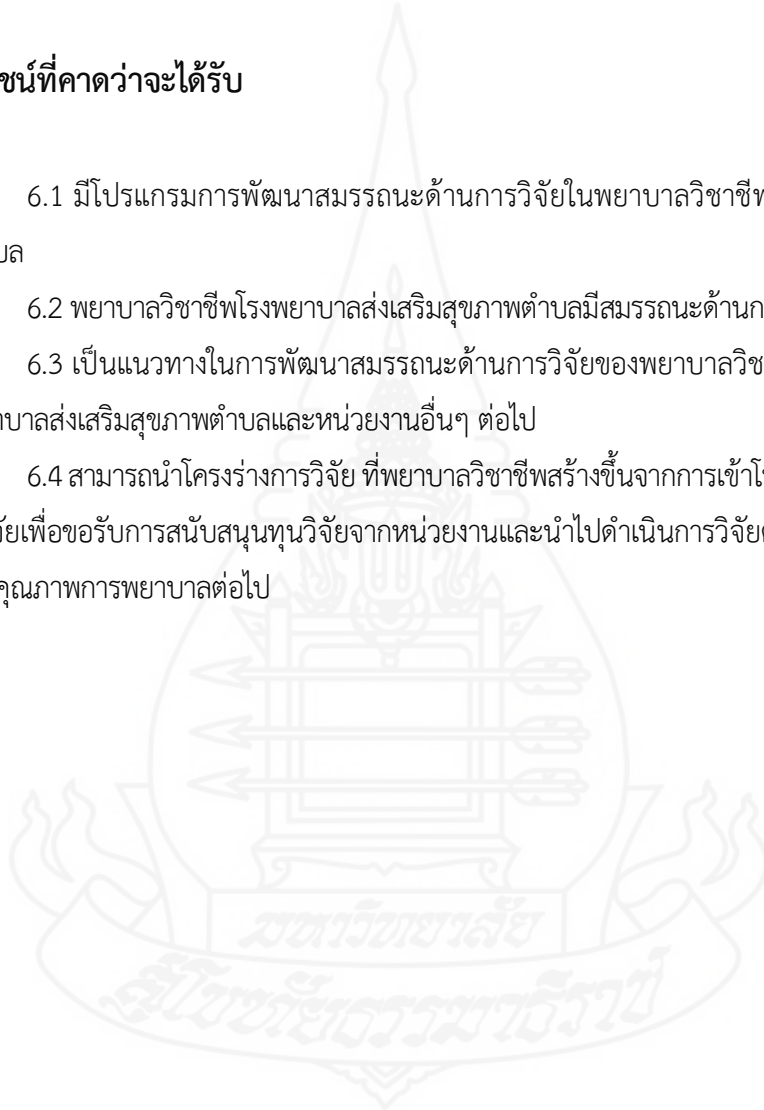 ชน์ที่คาดว่าจะได้รับ
6.1 มีโปรแกรมการพัฒนาสมรรถนะด้านการวิจัยในพยาบาลวิชาชีพ
บล
6.2 พยาบาลวิชาชีพโรงพยาบาลส่งเสริมสุขภาพตำบลมีสมรรถนะด้านก
6.3 เป็นแนวทางในการพัฒนาสมรรถนะด้านการวิจัยของพยาบาลวิช
าบาลส่งเสริมสุขภาพตำบลและหน่วยงานอื่นๆ ต่อไป
6.4 สามารถนำโครงร่างการวิจัย ที่พยาบาลวิชาชีพสร้างขึ้นจากการเข้าโ
จัยเพื่อขอรับการสนับสนุนทุนวิจัยจากหน่วยงานและนำไปดำเนินการวิจัย
คุณภาพการพยาบาลต่อไป
มหาวิทยาลัย
สุโขทัยธรรมาธิราช